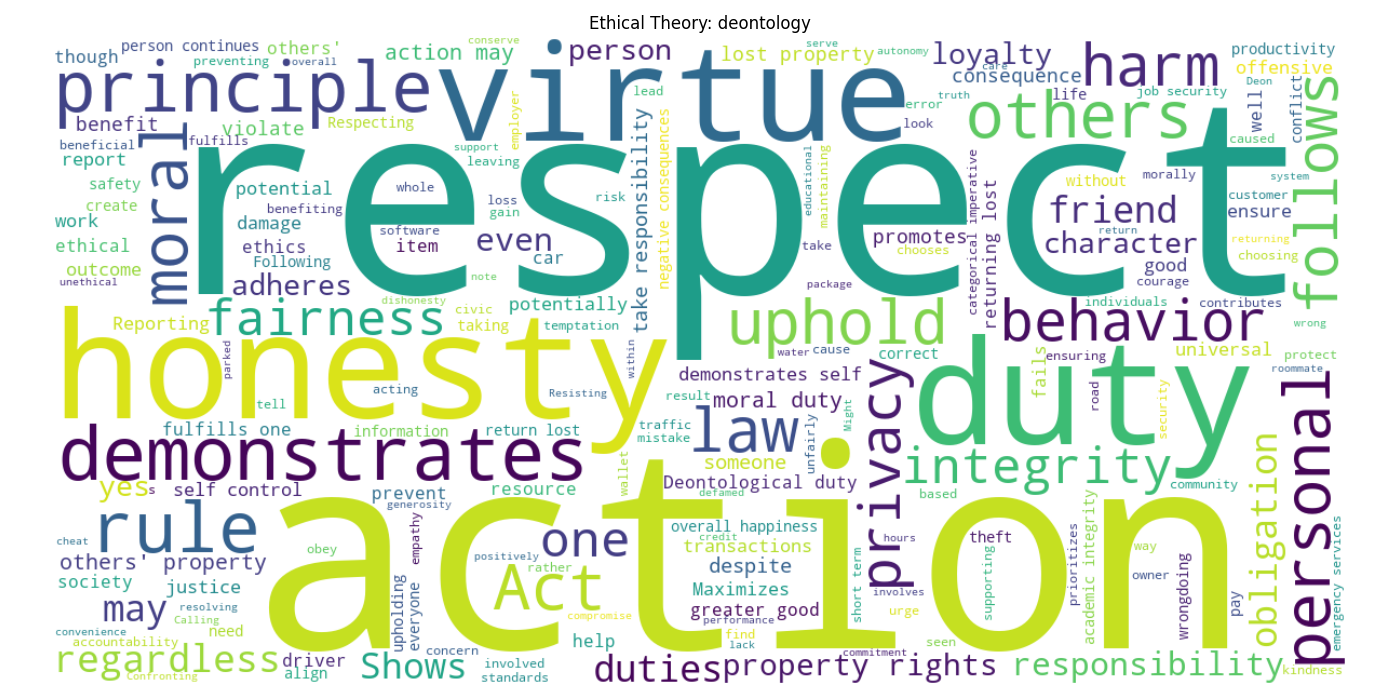 Ethical Theory: deontology
though
person continues
others'
preventing
overall
action may
conserve
virtue
person
lost property
serve
autonomy
loyalty
care
consequence
harm
productivity
offensive
principle
benefit
violate
Respecting
fulfills
employer
lead
error
truth
look
life
job security
others
Deon
well
conflict
follows
beneficial
report
moral
respect
support
leaving
take responsibility
negative consequences
educational
maintaining
caused
safety
create
work
ethical
outcome
unethical
potential
benefiting
damage
ethics
Following
adheres
whole
software
item
loss
gain
even
car
risk
note
take
package
promotes
chooses
categorical imperative
returning lost
without
morally
friend
return
character
good
courage
system
customer
ensure
returning
choosing
Reporting
fairness
dishonesty
civic
taking
potentially
temptation
uphold
individuals
contributes
behavior
wrong
honesty
parked
acting
tell
within
Resisting
water
cause
demonstrates self
correct
duty
ensuring
fails
universal
protect
roommate
result
moral duty
Might
privacy
road
security
personal
fulfills one
information
return lost
traffic
mistake
law
unfairly
demonstrates
someone
integrity
obligation
yes
s
self control
prevent
generosity
resource
wallet
Deontological duty
defamed
based
community
rule
action
cheat
obey
empathy
one
positively
rather
overall happiness
credit
transactions
hours
theft
others' property
society
justice
Act
despite
Maximizes
short term
involves
supporting
prioritizes
academic integrity
way
owner
wrongdoing
pay
emergency services
may
resolving
Calling
need
upholding
everyone
compromise
greater good
performance
urge
convenience
accountability
concern
help
find
lack
seen
commitment
regardless
Confronting
driver
align
Shows
involved
standards
duties
property rights
responsibility
kindness